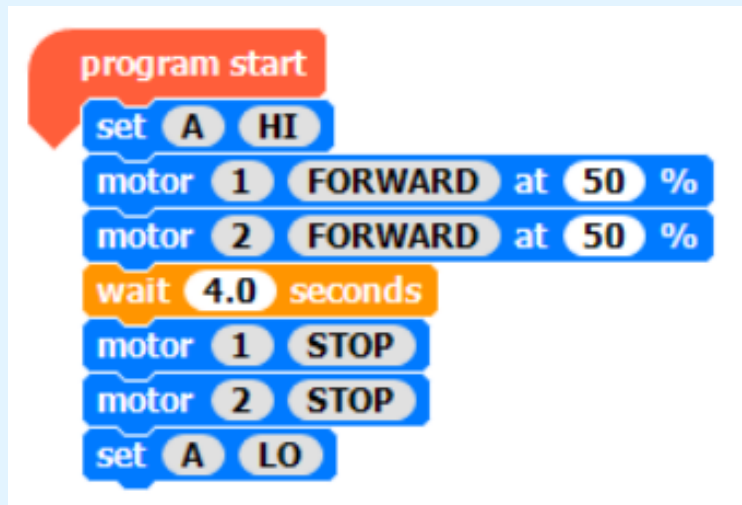 program start
set A HI
motor 1 FORWARD at 50 %
motor 2 FORWARD at 50 %
wait 4.0 seconds
motor 1 STOP
motor 2 STOP
set A LO